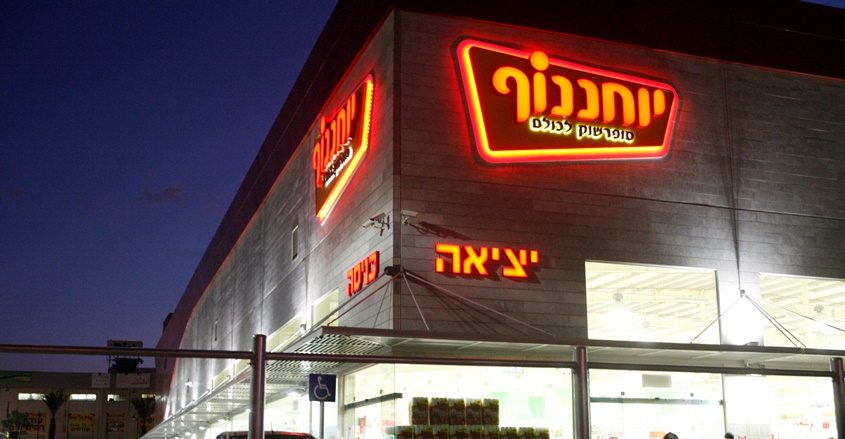 יוחננוף
סופרשוק לכולם
יוחננוף
יציאה
כניסה